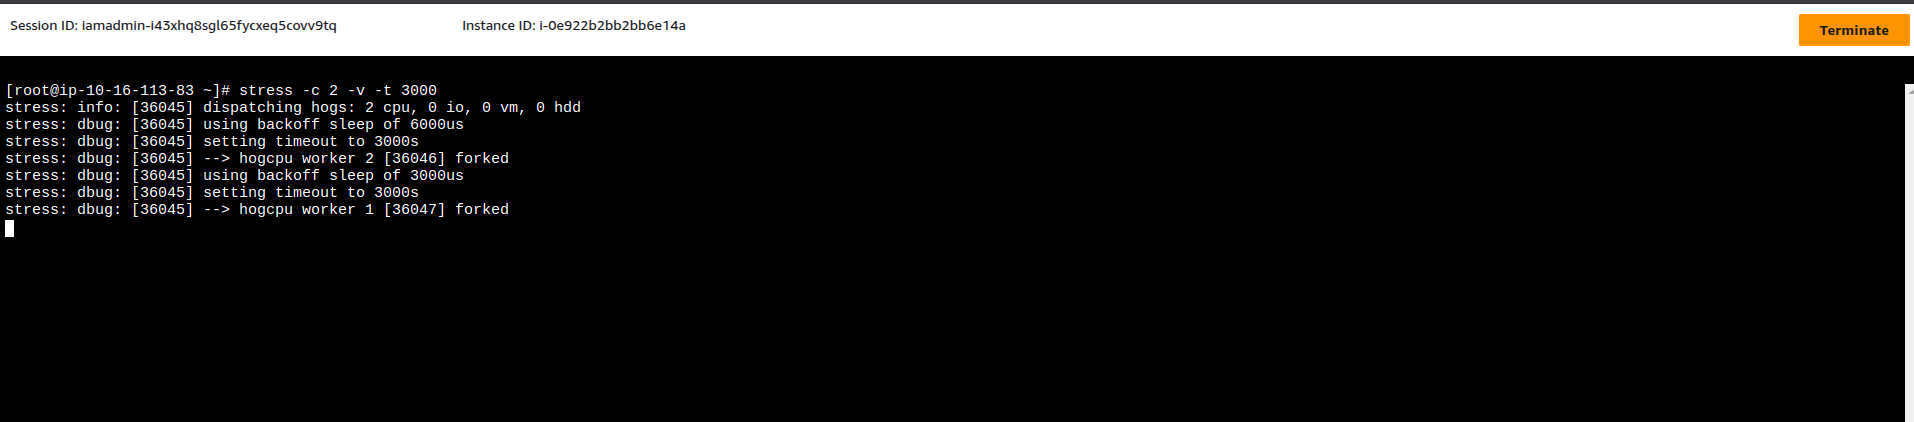 Session ID: iamadmin-i43xhq8sgl65fycxeq5covv9tq Instance ID: i-0e922b2bb2bb6e14a Terminate
[root@ip-10-16-113-83 ~]# stress -c 2 -v -t 3000
stress: info: [36045] dispatching hogs: 2 cpu, 0 io, 0 vm, 0 hdd
stress: dbug: [36045] using backoff sleep of 6000us
stress: dbug: [36045] setting timeout to 3000s
stress: dbug: [36045] --> hogcpu worker 2 [36046] forked
stress: dbug: [36045] using backoff sleep of 3000us
stress: dbug: [36045] setting timeout to 3000s
stress: dbug: [36045] --> hogcpu worker 1 [36047] forked